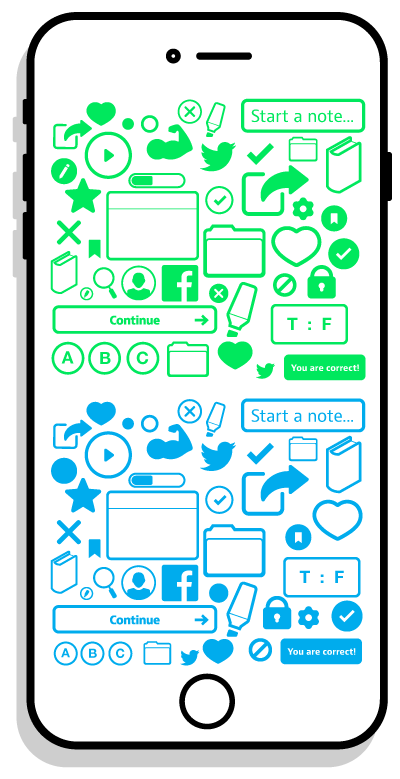 Start a note...
Continue
T : F
A B C
You are correct!
Start a note...
T : F
Continue
A B C
You are correct!